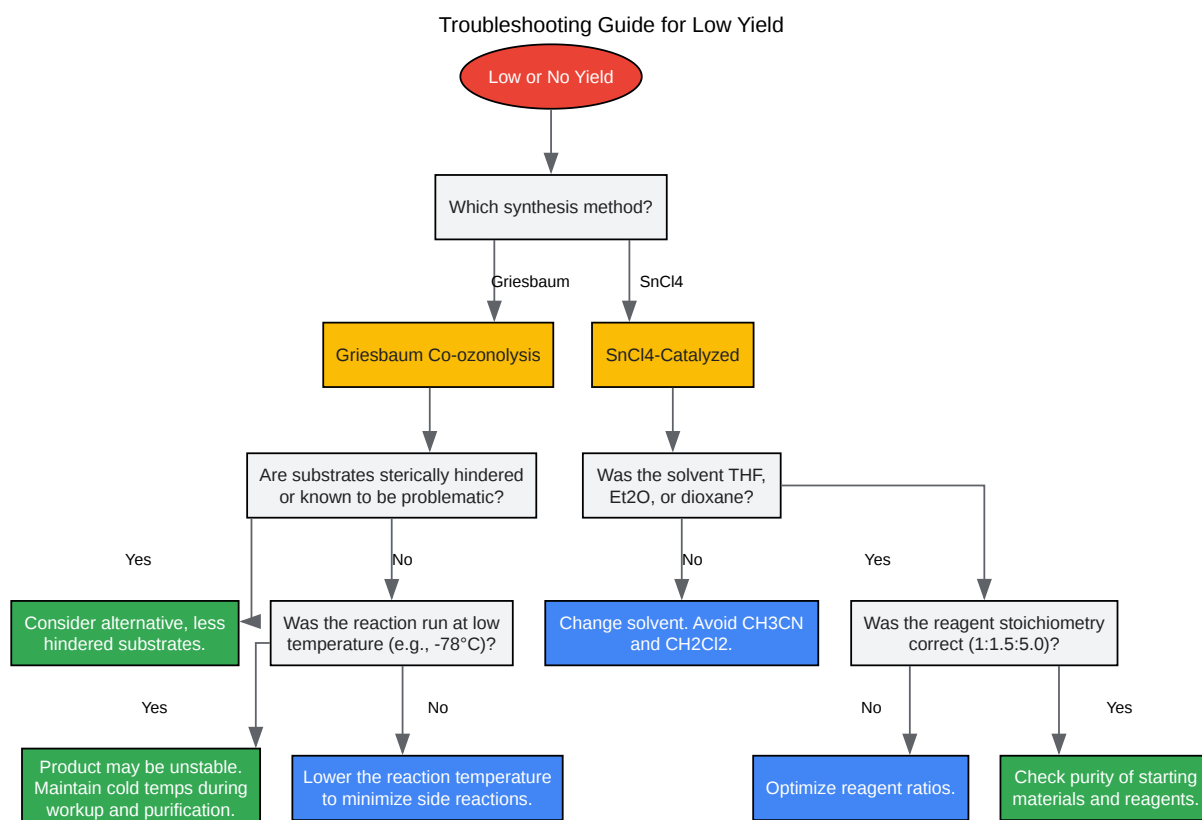 Troubleshooting Guide for Low Yield
Low or No Yield
Which synthesis method?
Griesbaum
SnCl4
Griesbaum Co-ozonolysis
SnCl4-Catalyzed
Are substrates sterically hindered
or known to be problematic?
Was the solvent THF,
Et2O, or dioxane?
Yes
No
No
Yes
Consider alternative, less
hindered substrates.
Was the reaction run at low
temperature (e.g., -78°C)?
Change solvent. Avoid CH3CN
and CH2Cl2.
Was the reagent stoichiometry
correct (1:1.5:5.0)?
Yes
No
No
Yes
Product may be unstable.
Maintain cold temps during
workup and purification.
Lower the reaction temperature
to minimize side reactions.
Optimize reagent ratios.
Check purity of starting
materials and reagents.